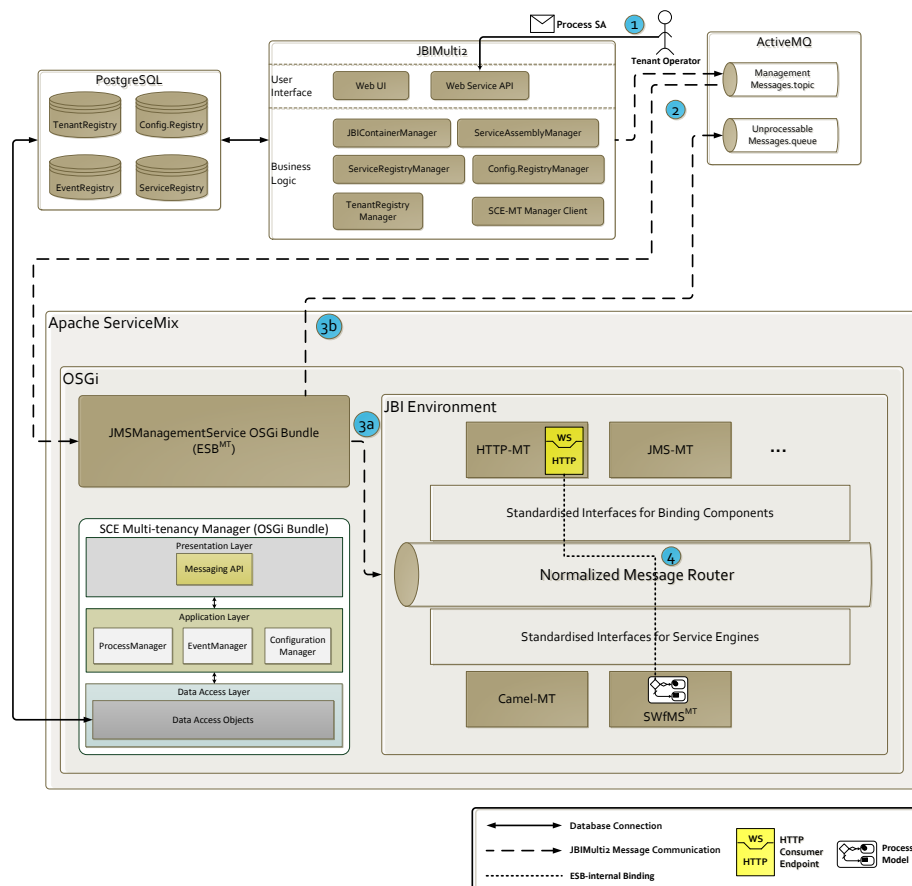 Process SA
1
Tenant Operator
JBIMulti2
User
Interface
Web UI
Web Service API
Business
Logic
JBIContainerManager
ServiceAssemblyManager
ServiceRegistryManager
Config.RegistryManager
TenantRegistry
Manager
SCE-MT Manager Client
PostgreSQL
TenantRegistry
Config.Registry
EventRegistry
ServiceRegistry
ActiveMQ
Management
Messages.topic
Unprocessable
Messages.queue
2
Apache ServiceMix
3b
OSGi
JMSManagementService OSGi Bundle
(ESBMT)
3a
SCE Multi-tenancy Manager (OSGi Bundle)
Presentation Layer
Messaging API
Application Layer
ProcessManager
EventManager
Configuration
Manager
Data Access Layer
Data Access Objects
JBI Environment
HTTP-MT
WS
HTTP
JMS-MT
...
Standardised Interfaces for Binding Components
4
Normalized Message Router
Standardised Interfaces for Service Engines
Camel-MT
SWfMSMT
Database Connection
JBIMulti2 Message Communication
ESB-internal Binding
WS
HTTP
HTTP
Consumer
Endpoint
Process
Model